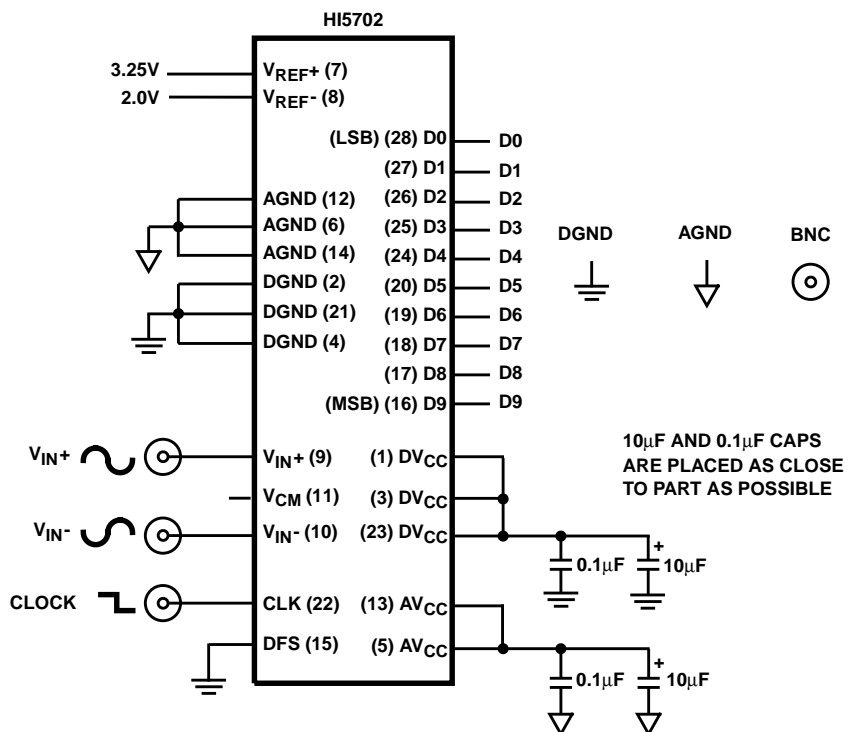 HI5702
3.25V
VREF+ (7)
2.0V
VREF- (8)
(LSB) (28) D0
D0
(27) D1
D1
AGND (12)
(26) D2
D2
AGND (6)
(25) D3
D3
AGND (14)
(24) D4
D4
DGND (2)
(20) D5
D5
DGND (21)
(19) D6
D6
DGND (4)
(18) D7
D7
(17) D8
D8
(MSB) (16) D9
D9
DGND
AGND
BNC
VIN+
VIN+ (9)
(1) DVCC
VCM (11)
(3) DVCC
VIN-
VIN- (10)
(23) DVCC
10μF AND 0.1μF CAPS
ARE PLACED AS CLOSE
TO PART AS POSSIBLE
0.1μF
+
10μF
CLOCK
CLK (22)
(13) AVCC
DFS (15)
(5) AVCC
0.1μF
+
10μF